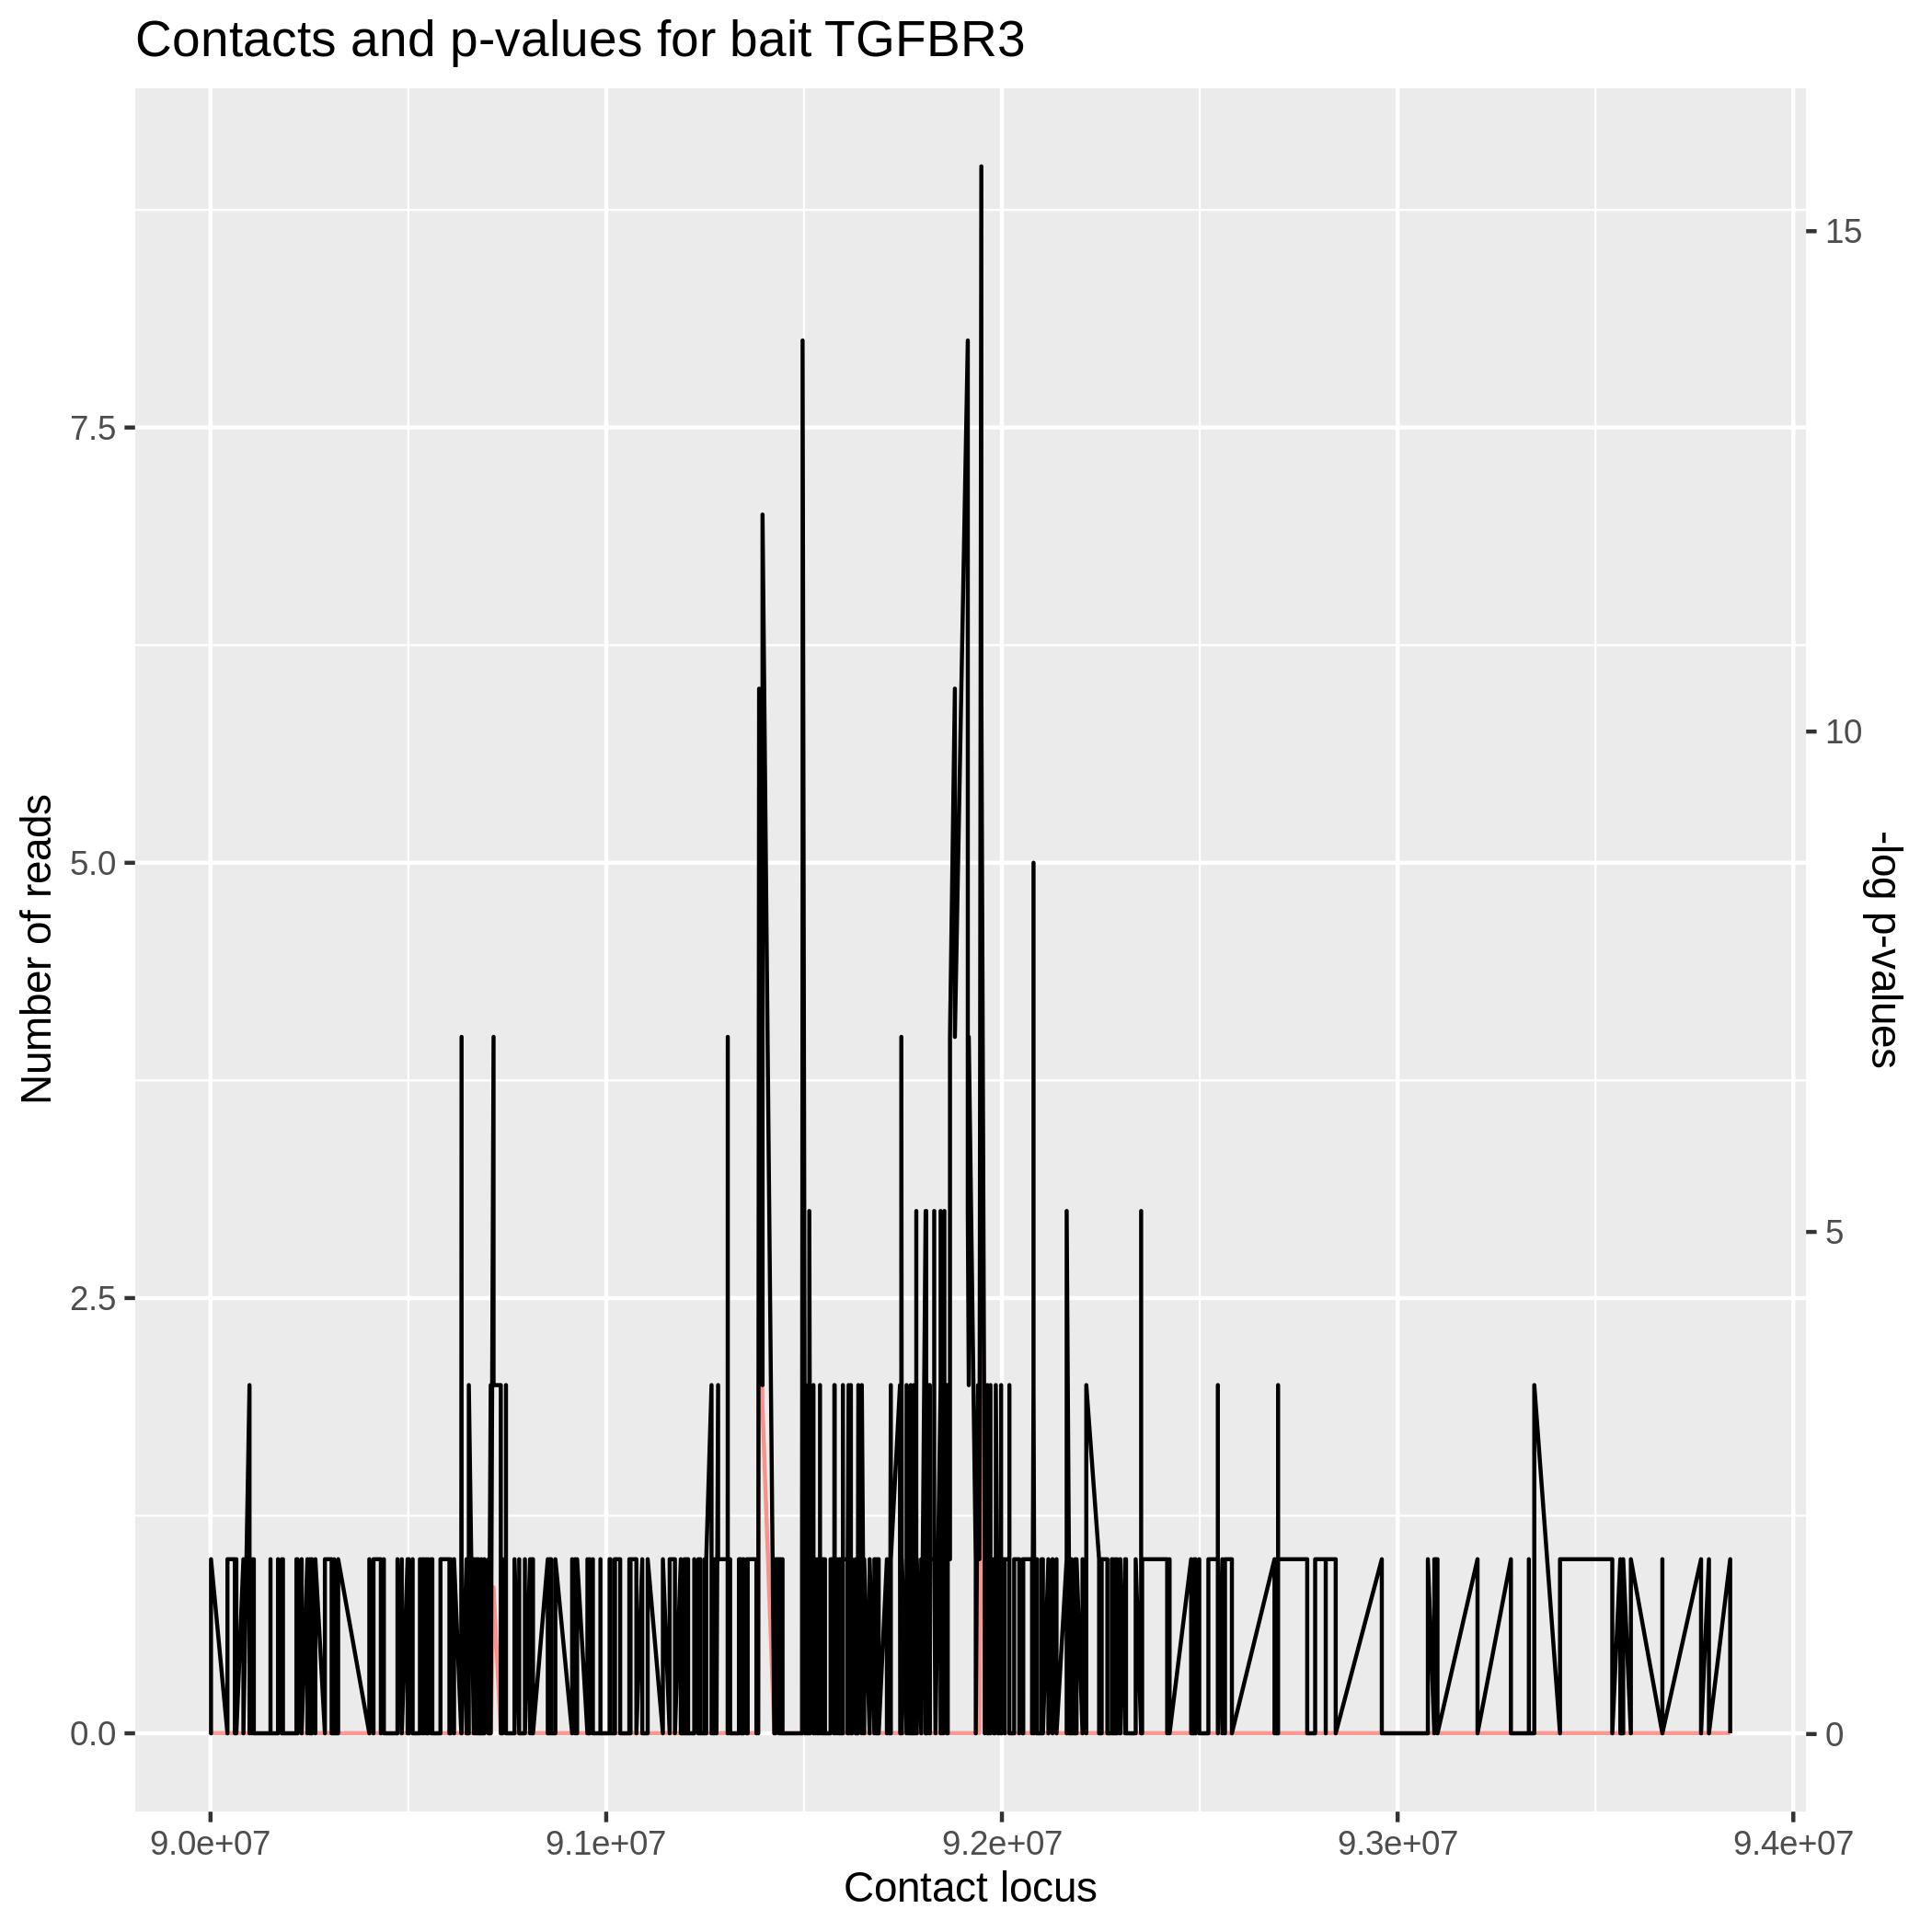 Contacts and p-values for bait TGFBR3
Number of reads
7.5
5.0
2.5
0.0
15
10
5
0
-log p-values
9.0e+07 9.1e+07 9.2e+07 9.3e+07 9.4e+07
Contact locus